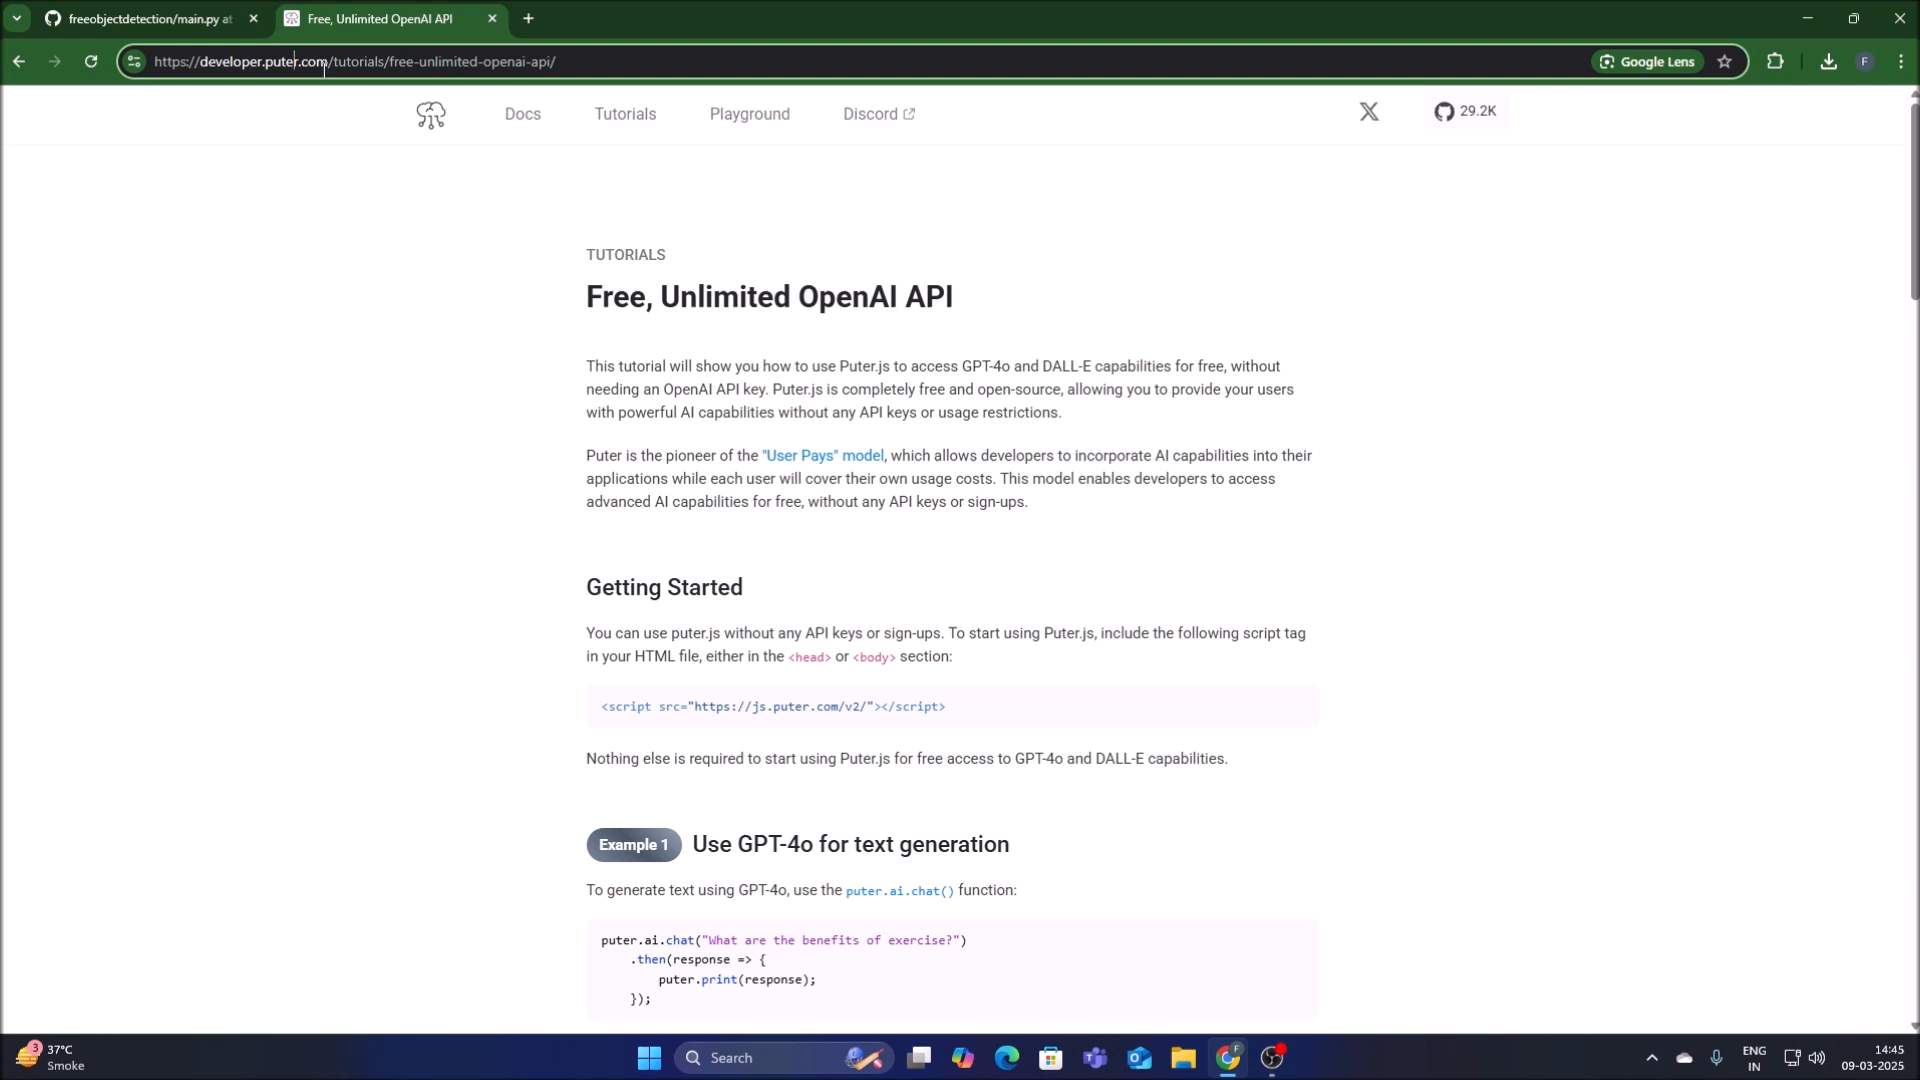 freeobjectdetection/main.py at
Free, Unlimited OpenAI API
https://developer.puter.com/tutorials/free-unlimited-openai-api/
Google Lens
F
Docs
Tutorials
Playground
Discord
29.2K
TUTORIALS
Free, Unlimited OpenAI API
This tutorial will show you how to use Puter.js to access GPT-4o and DALL-E capabilities for free, without
needing an OpenAI API key. Puter.js is completely free and open-source, allowing you to provide your users
with powerful AI capabilities without any API keys or usage restrictions.
Puter is the pioneer of the "User Pays" model, which allows developers to incorporate AI capabilities into their
applications while each user will cover their own usage costs. This model enables developers to access
advanced AI capabilities for free, without any API keys or sign-ups.
Getting Started
You can use puter.js without any API keys or sign-ups. To start using Puter.js, include the following script tag
in your HTML file, either in the <head> or <body> section:
<script src="https://js.puter.com/v2/"></script>
Nothing else is required to start using Puter.js for free access to GPT-4o and DALL-E capabilities.
Example 1 Use GPT-4o for text generation
To generate text using GPT-4o, use the puter.ai.chat() function:
puter.ai.chat("What are the benefits of exercise?")
.then(response => {
puter.print(response);
});
3
37°C
Smoke
Search
F
ENG
IN
14:45
09-03-2025